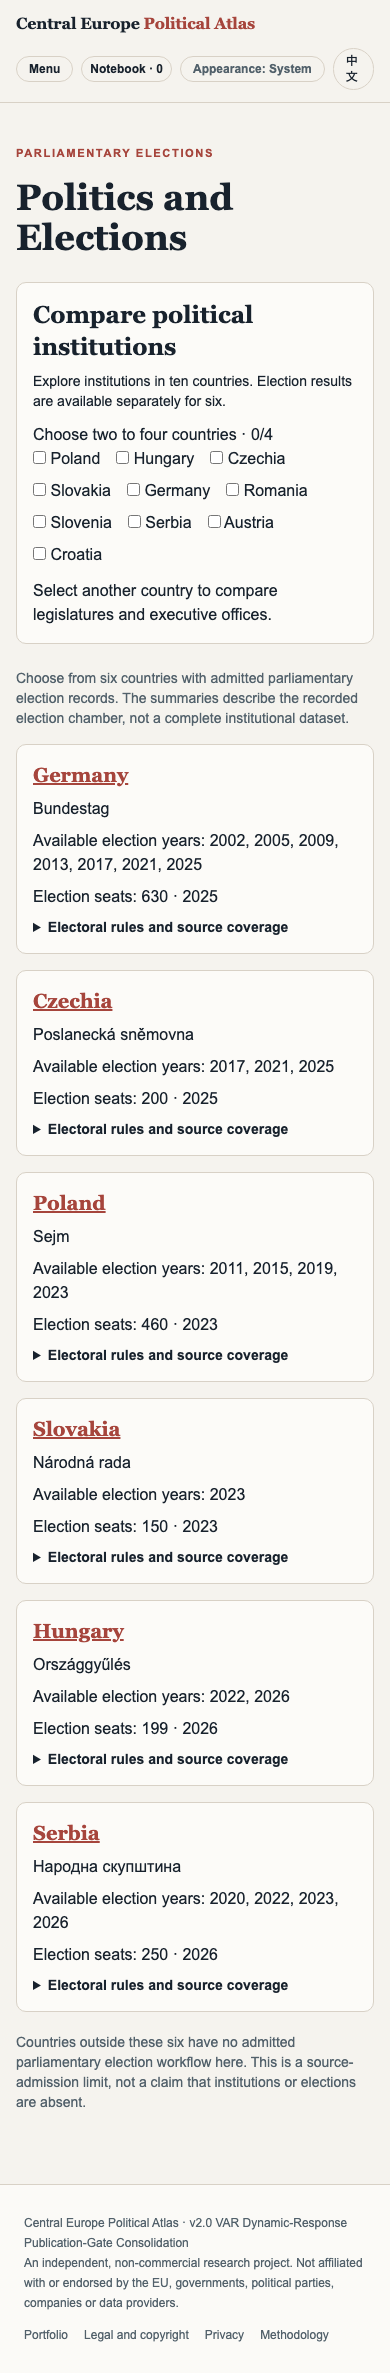 Central Europe Political Atlas
Menu
Notebook · 0
Appearance: System
中
文
PARLIAMENTARY ELECTIONS
Politics and
Elections
Compare political
institutions
Explore institutions in ten countries. Election results
are available separately for six.
Choose two to four countries · 0/4
Poland Hungary Czechia
Slovakia Germany Romania
Slovenia Serbia Austria
Croatia
Select another country to compare
legislatures and executive offices.
Choose from six countries with admitted parliamentary
election records. The summaries describe the recorded
election chamber, not a complete institutional dataset.
Germany
Bundestag
Available election years: 2002, 2005, 2009,
2013, 2017, 2021, 2025
Election seats: 630 · 2025
Electoral rules and source coverage
Czechia
Poslanecká sněmovna
Available election years: 2017, 2021, 2025
Election seats: 200 · 2025
Electoral rules and source coverage
Poland
Sejm
Available election years: 2011, 2015, 2019,
2023
Election seats: 460 · 2023
Electoral rules and source coverage
Slovakia
Národná rada
Available election years: 2023
Election seats: 150 · 2023
Electoral rules and source coverage
Hungary
Országgyűlés
Available election years: 2022, 2026
Election seats: 199 · 2026
Electoral rules and source coverage
Serbia
Народна скупштина
Available election years: 2020, 2022, 2023,
2026
Election seats: 250 · 2026
Electoral rules and source coverage
Countries outside these six have no admitted
parliamentary election workflow here. This is a source-
admission limit, not a claim that institutions or elections
are absent.
Central Europe Political Atlas · v2.0 VAR Dynamic-Response
Publication-Gate Consolidation
An independent, non-commercial research project. Not affiliated
with or endorsed by the EU, governments, political parties,
companies or data providers.
Portfolio Legal and copyright Privacy Methodology